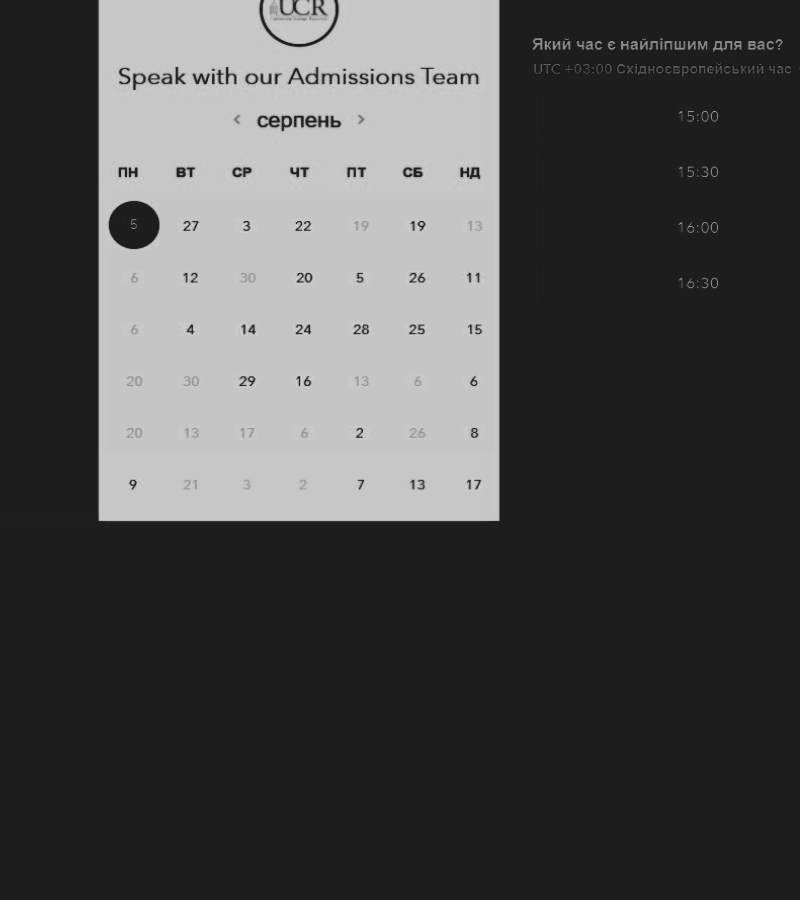 UCR
Speak with our Admissions Team
‹ серпень ›
ПН ВТ СР ЧТ ПТ СБ НД
5 27 3 22 19 19 13
6 12 30 20 5 26 11
6 4 14 24 28 25 15
20 30 29 16 13 6 6
20 13 17 6 2 26 8
9 21 3 2 7 13 17
Який час є найліпшим для вас?
UTC +03:00 Східноєвропейський час
15:00
15:30
16:00
16:30